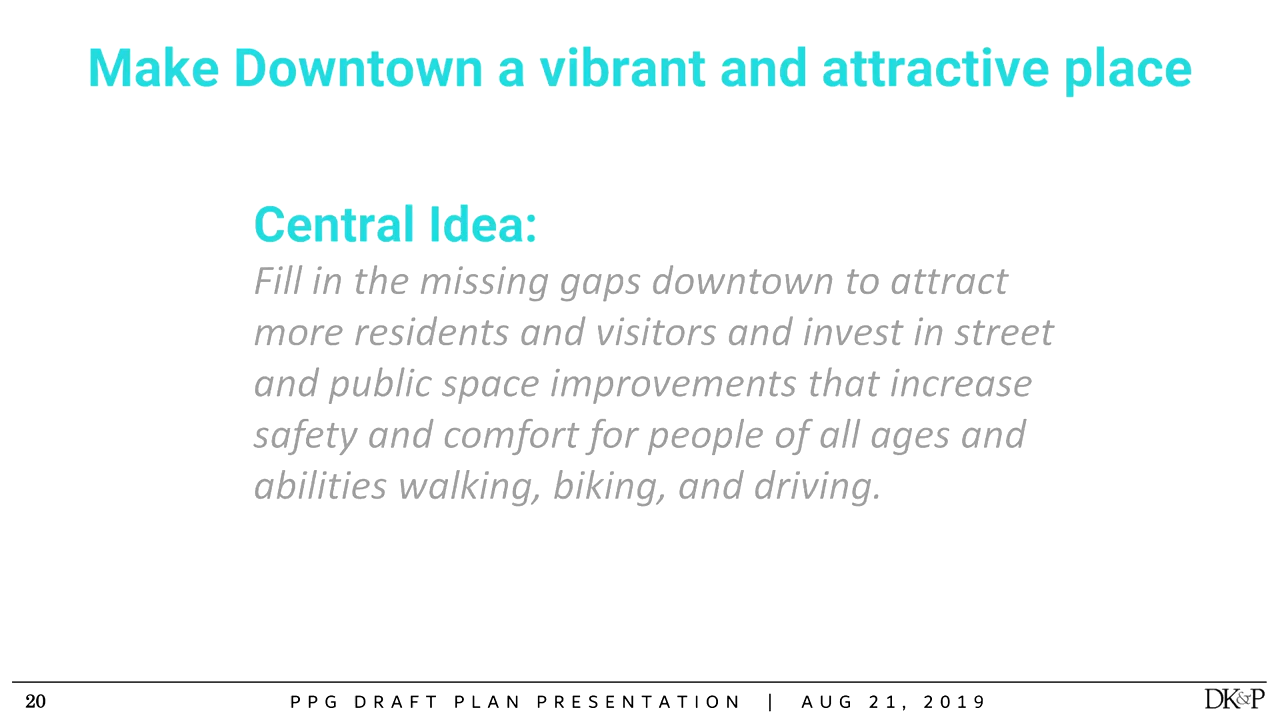 Make Downtown a vibrant and attractive place
Central Idea:
Fill in the missing gaps downtown to attract
more residents and visitors and invest in street
and public space improvements that increase
safety and comfort for people of all ages and
abilities walking, biking, and driving.
20
PPG DRAFT PLAN PRESENTATION | AUG 21, 2019
DK&P